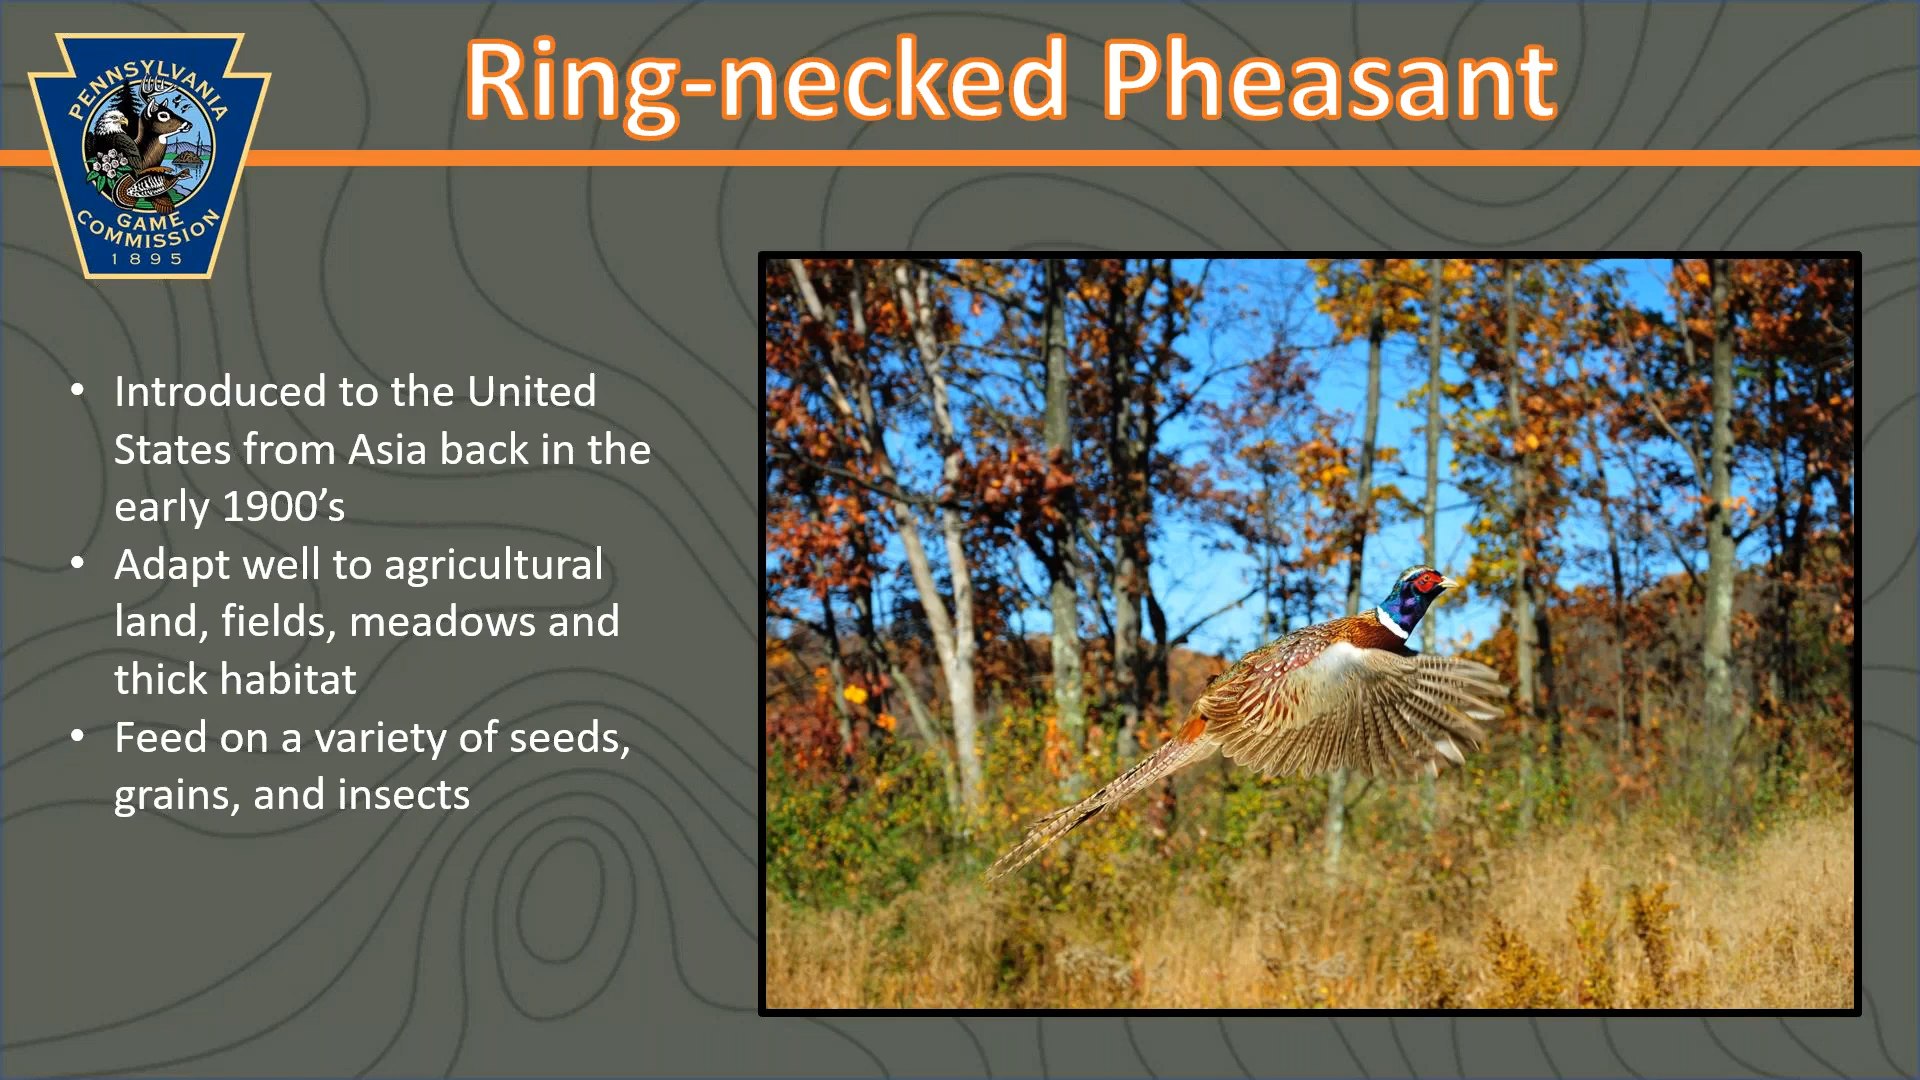 Ring-necked Pheasant
PENNSYLVANIA
GAME
COMMISSION
1895
• Introduced to the United
States from Asia back in the
early 1900’s
• Adapt well to agricultural
land, fields, meadows and
thick habitat
• Feed on a variety of seeds,
grains, and insects